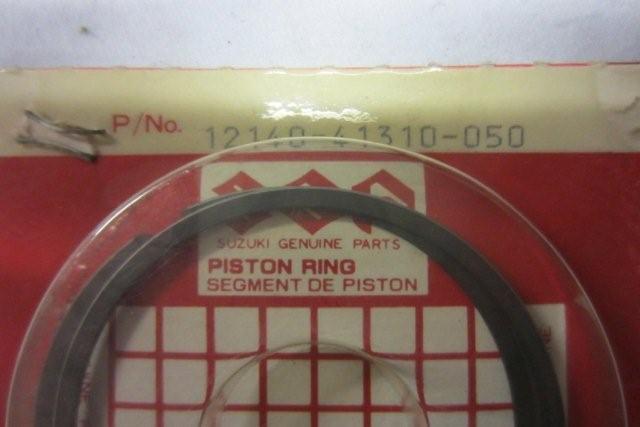 P/No. 12140-41310-050
SUZUKI GENUINE PARTS
PISTON RING
SEGMENT DE PISTON